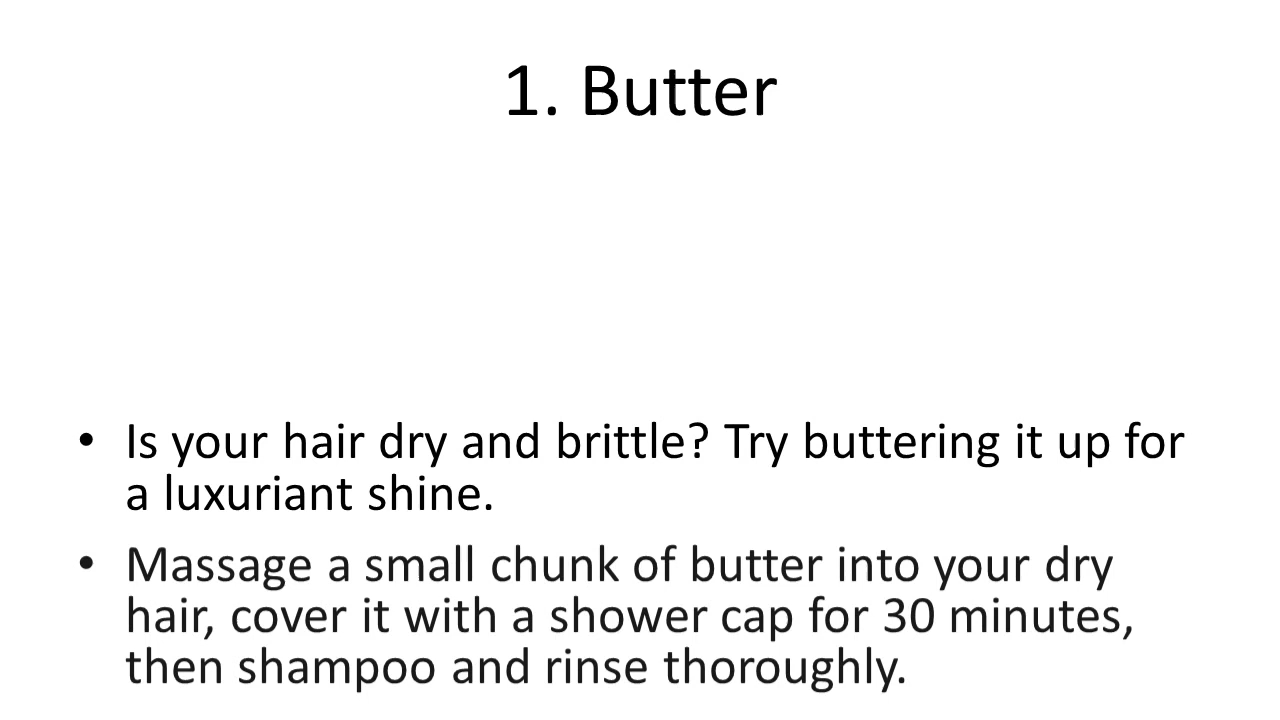 1. Butter
• Is your hair dry and brittle? Try buttering it up for
a luxuriant shine.
• Massage a small chunk of butter into your dry
hair, cover it with a shower cap for 30 minutes,
then shampoo and rinse thoroughly.